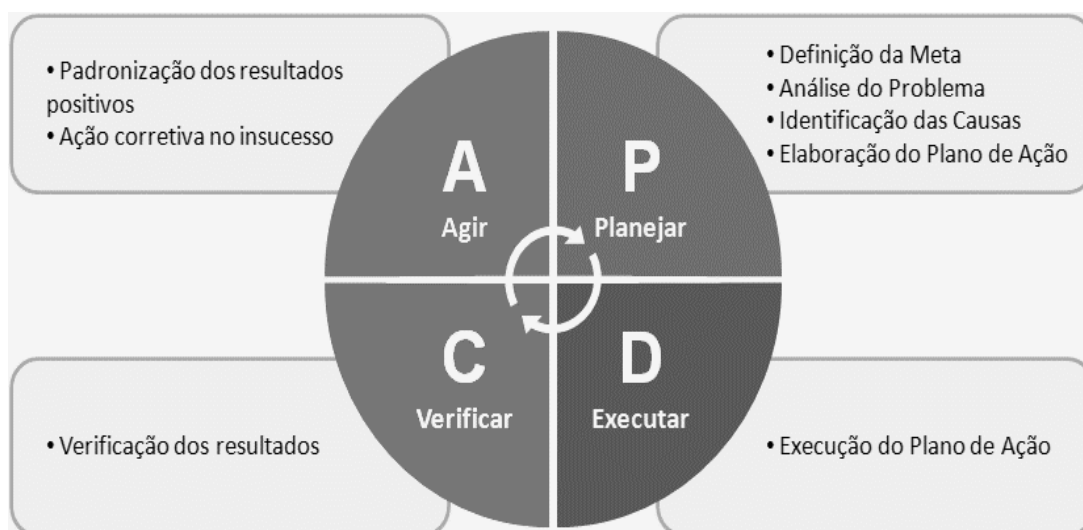 • Padronização dos resultados
positivos
• Ação corretiva no insucesso
• Definição da Meta
• Análise do Problema
• Identificação das Causas
• Elaboração do Plano de Ação
A
Agir
P
Planejar
C
Verificar
D
Executar
• Verificação dos resultados
• Execução do Plano de Ação